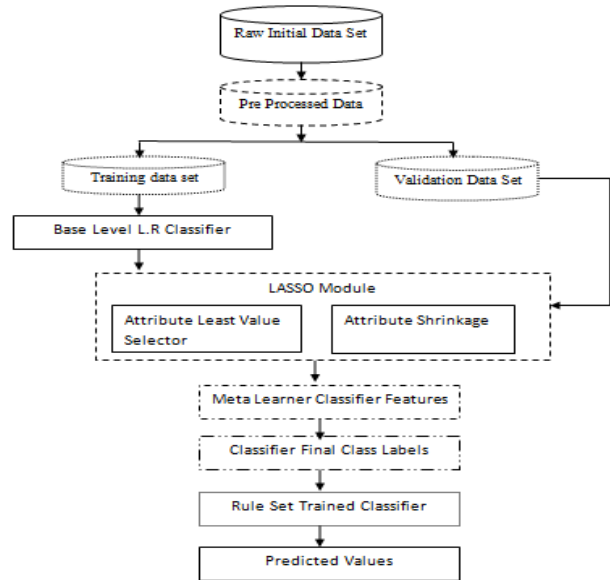 Raw Initial Data Set
Pre Processed Data
Training data set
Validation Data Set
Base Level L.R Classifier
LASSO Module
Attribute Least Value
Selector
Attribute Shrinkage
Meta Learner Classifier Features
Classifier Final Class Labels
Rule Set Trained Classifier
Predicted Values